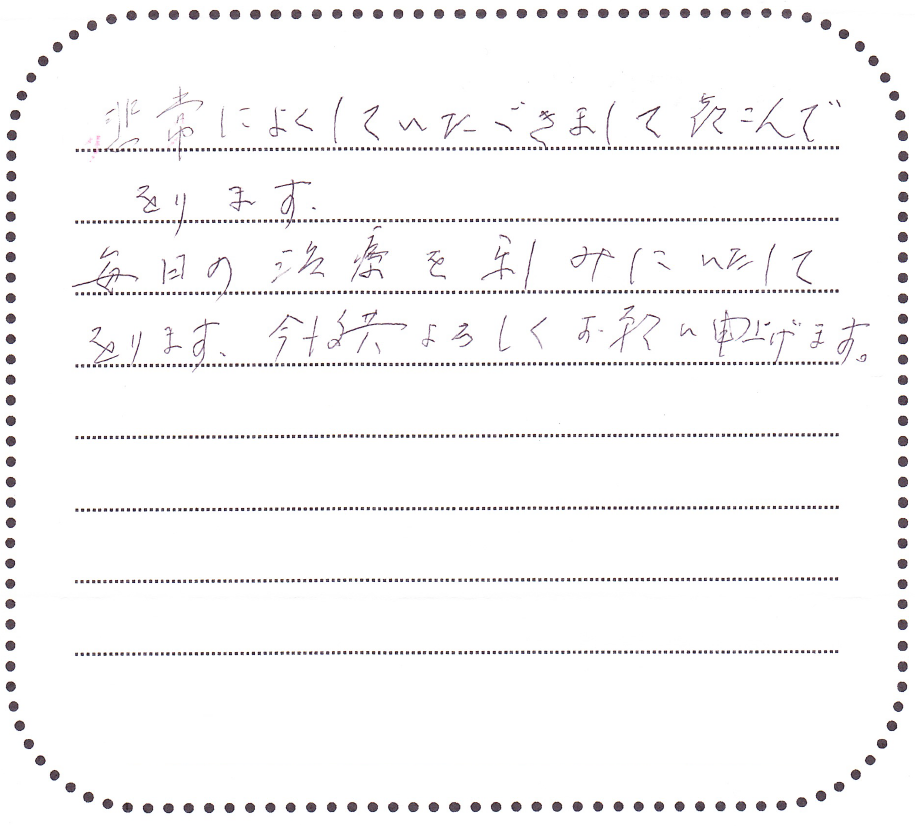 非常によくしていただきまして喜こんで
をります.
毎日の治療を楽しみにいたして
をります、今後共よろしくお願い申上げます。